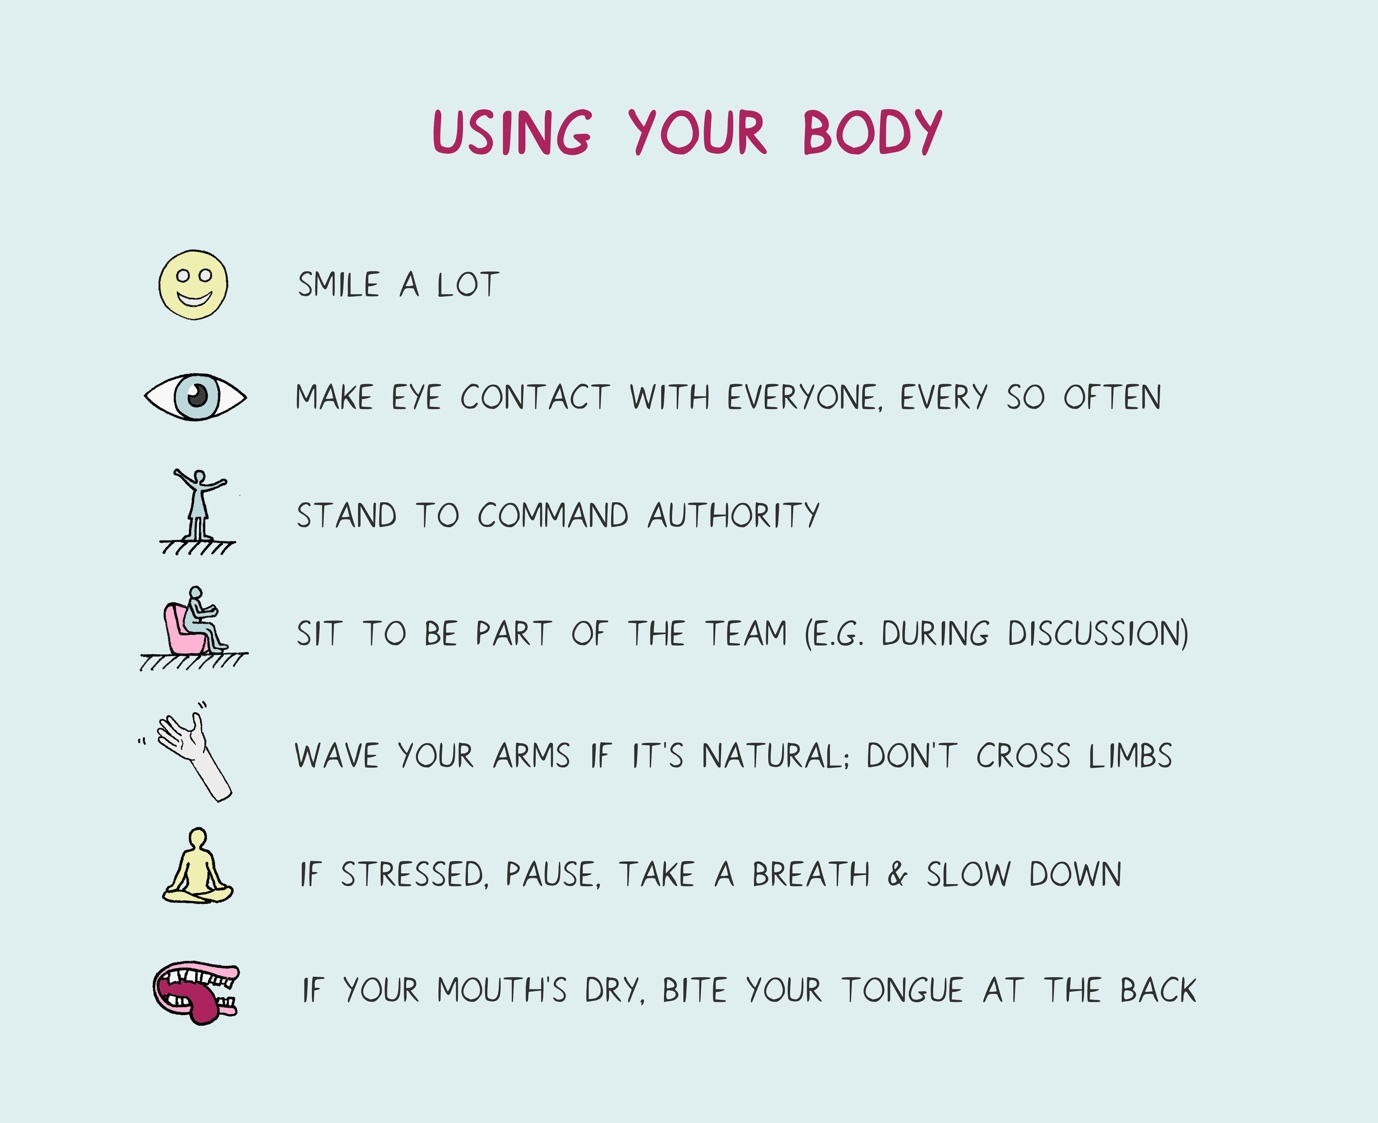 USING YOUR BODY
SMILE A LOT
MAKE EYE CONTACT WITH EVERYONE, EVERY SO OFTEN
STAND TO COMMAND AUTHORITY
SIT TO BE PART OF THE TEAM (E.G. DURING DISCUSSION)
WAVE YOUR ARMS IF IT'S NATURAL; DON'T CROSS LIMBS
IF STRESSED, PAUSE, TAKE A BREATH & SLOW DOWN
IF YOUR MOUTH'S DRY, BITE YOUR TONGUE AT THE BACK